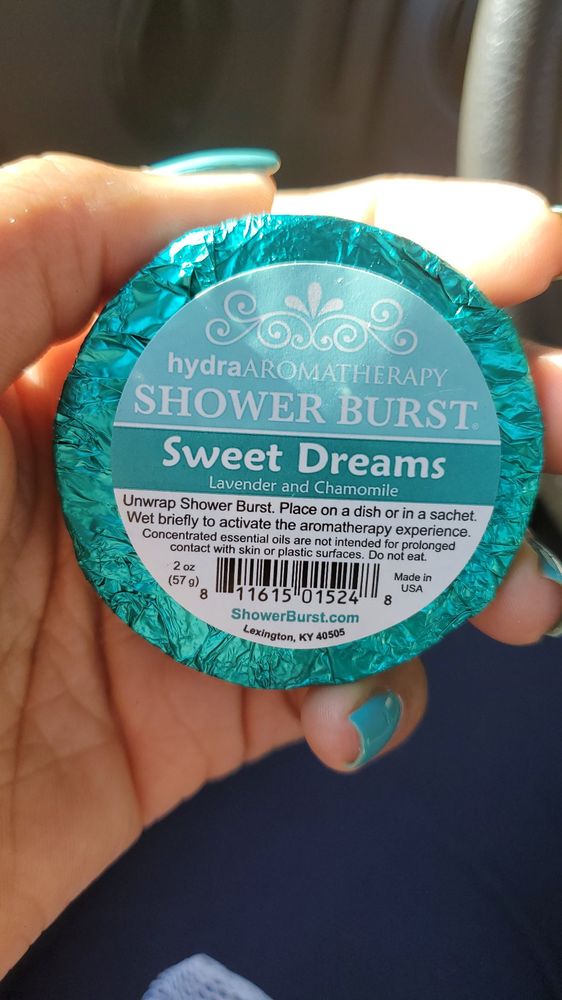 hydraAROMATHERAPY
SHOWER BURST®
Sweet Dreams
Lavender and Chamomile
Unwrap Shower Burst. Place on a dish or in a sachet.
Wet briefly to activate the aromatherapy experience.
Concentrated essential oils are not intended for prolonged
contact with skin or plastic surfaces. Do not eat.
2 oz
(57 g)
8 11615 01524 8
Made in
USA
ShowerBurst.com
Lexington, KY 40505